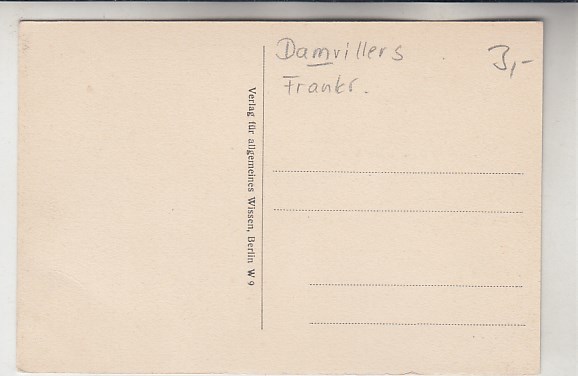 Damvillers
3,-
Frankr.
Verlag für allgemeines Wissen, Berlin W 9